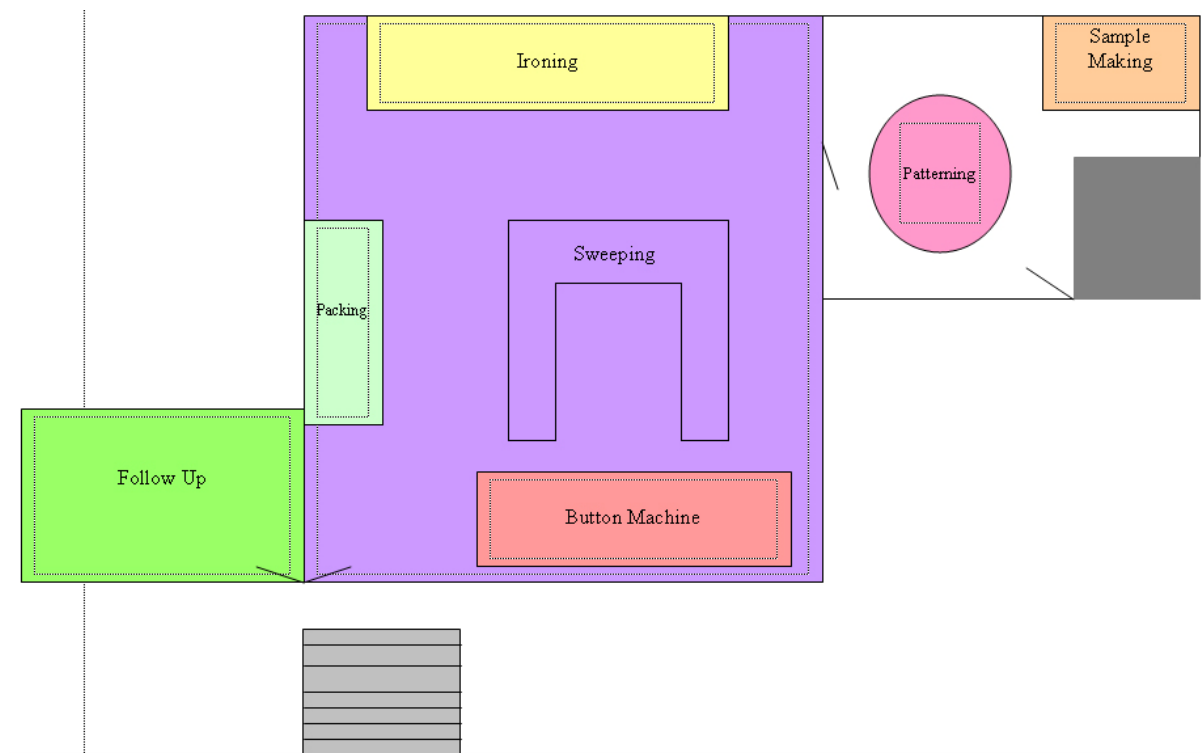 Ironing
Sample
Making
Patterning
Sweeping
Packing
Follow Up
Button Machine